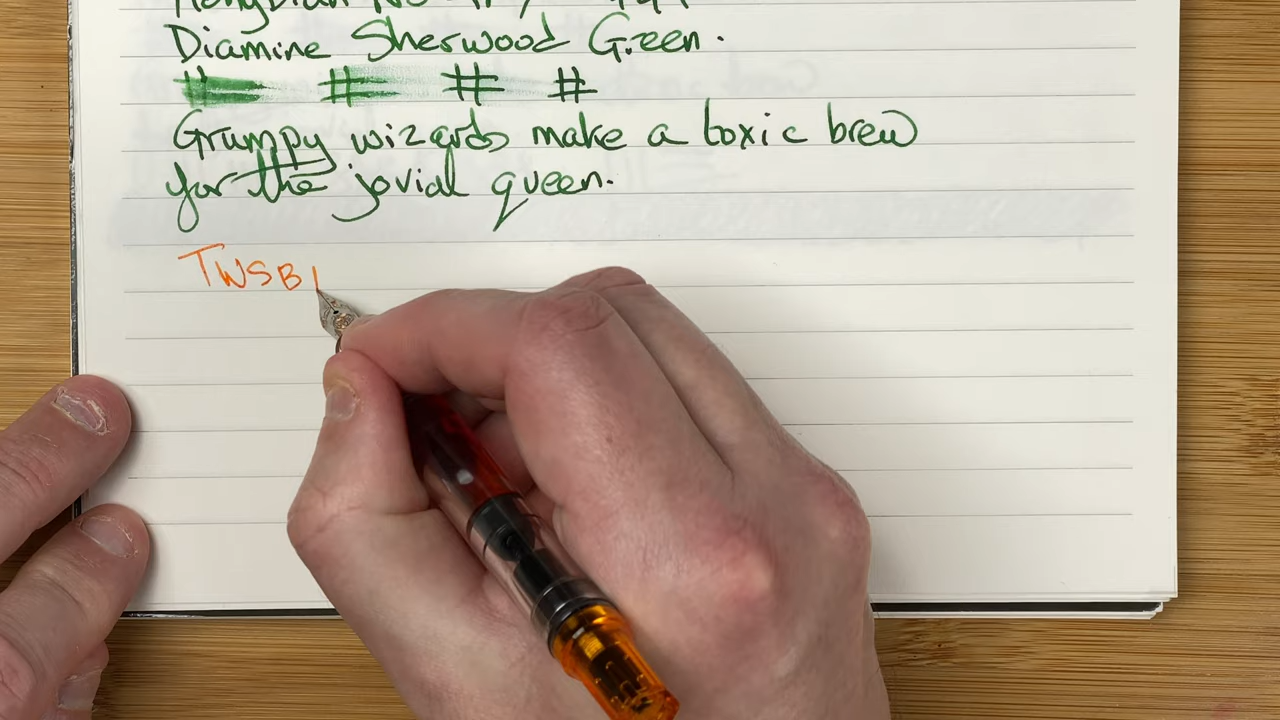 Diamine Sherwood Green.
# # # #
Grumpy wizards make a toxic brew
for the jovial queen.
TWSBI